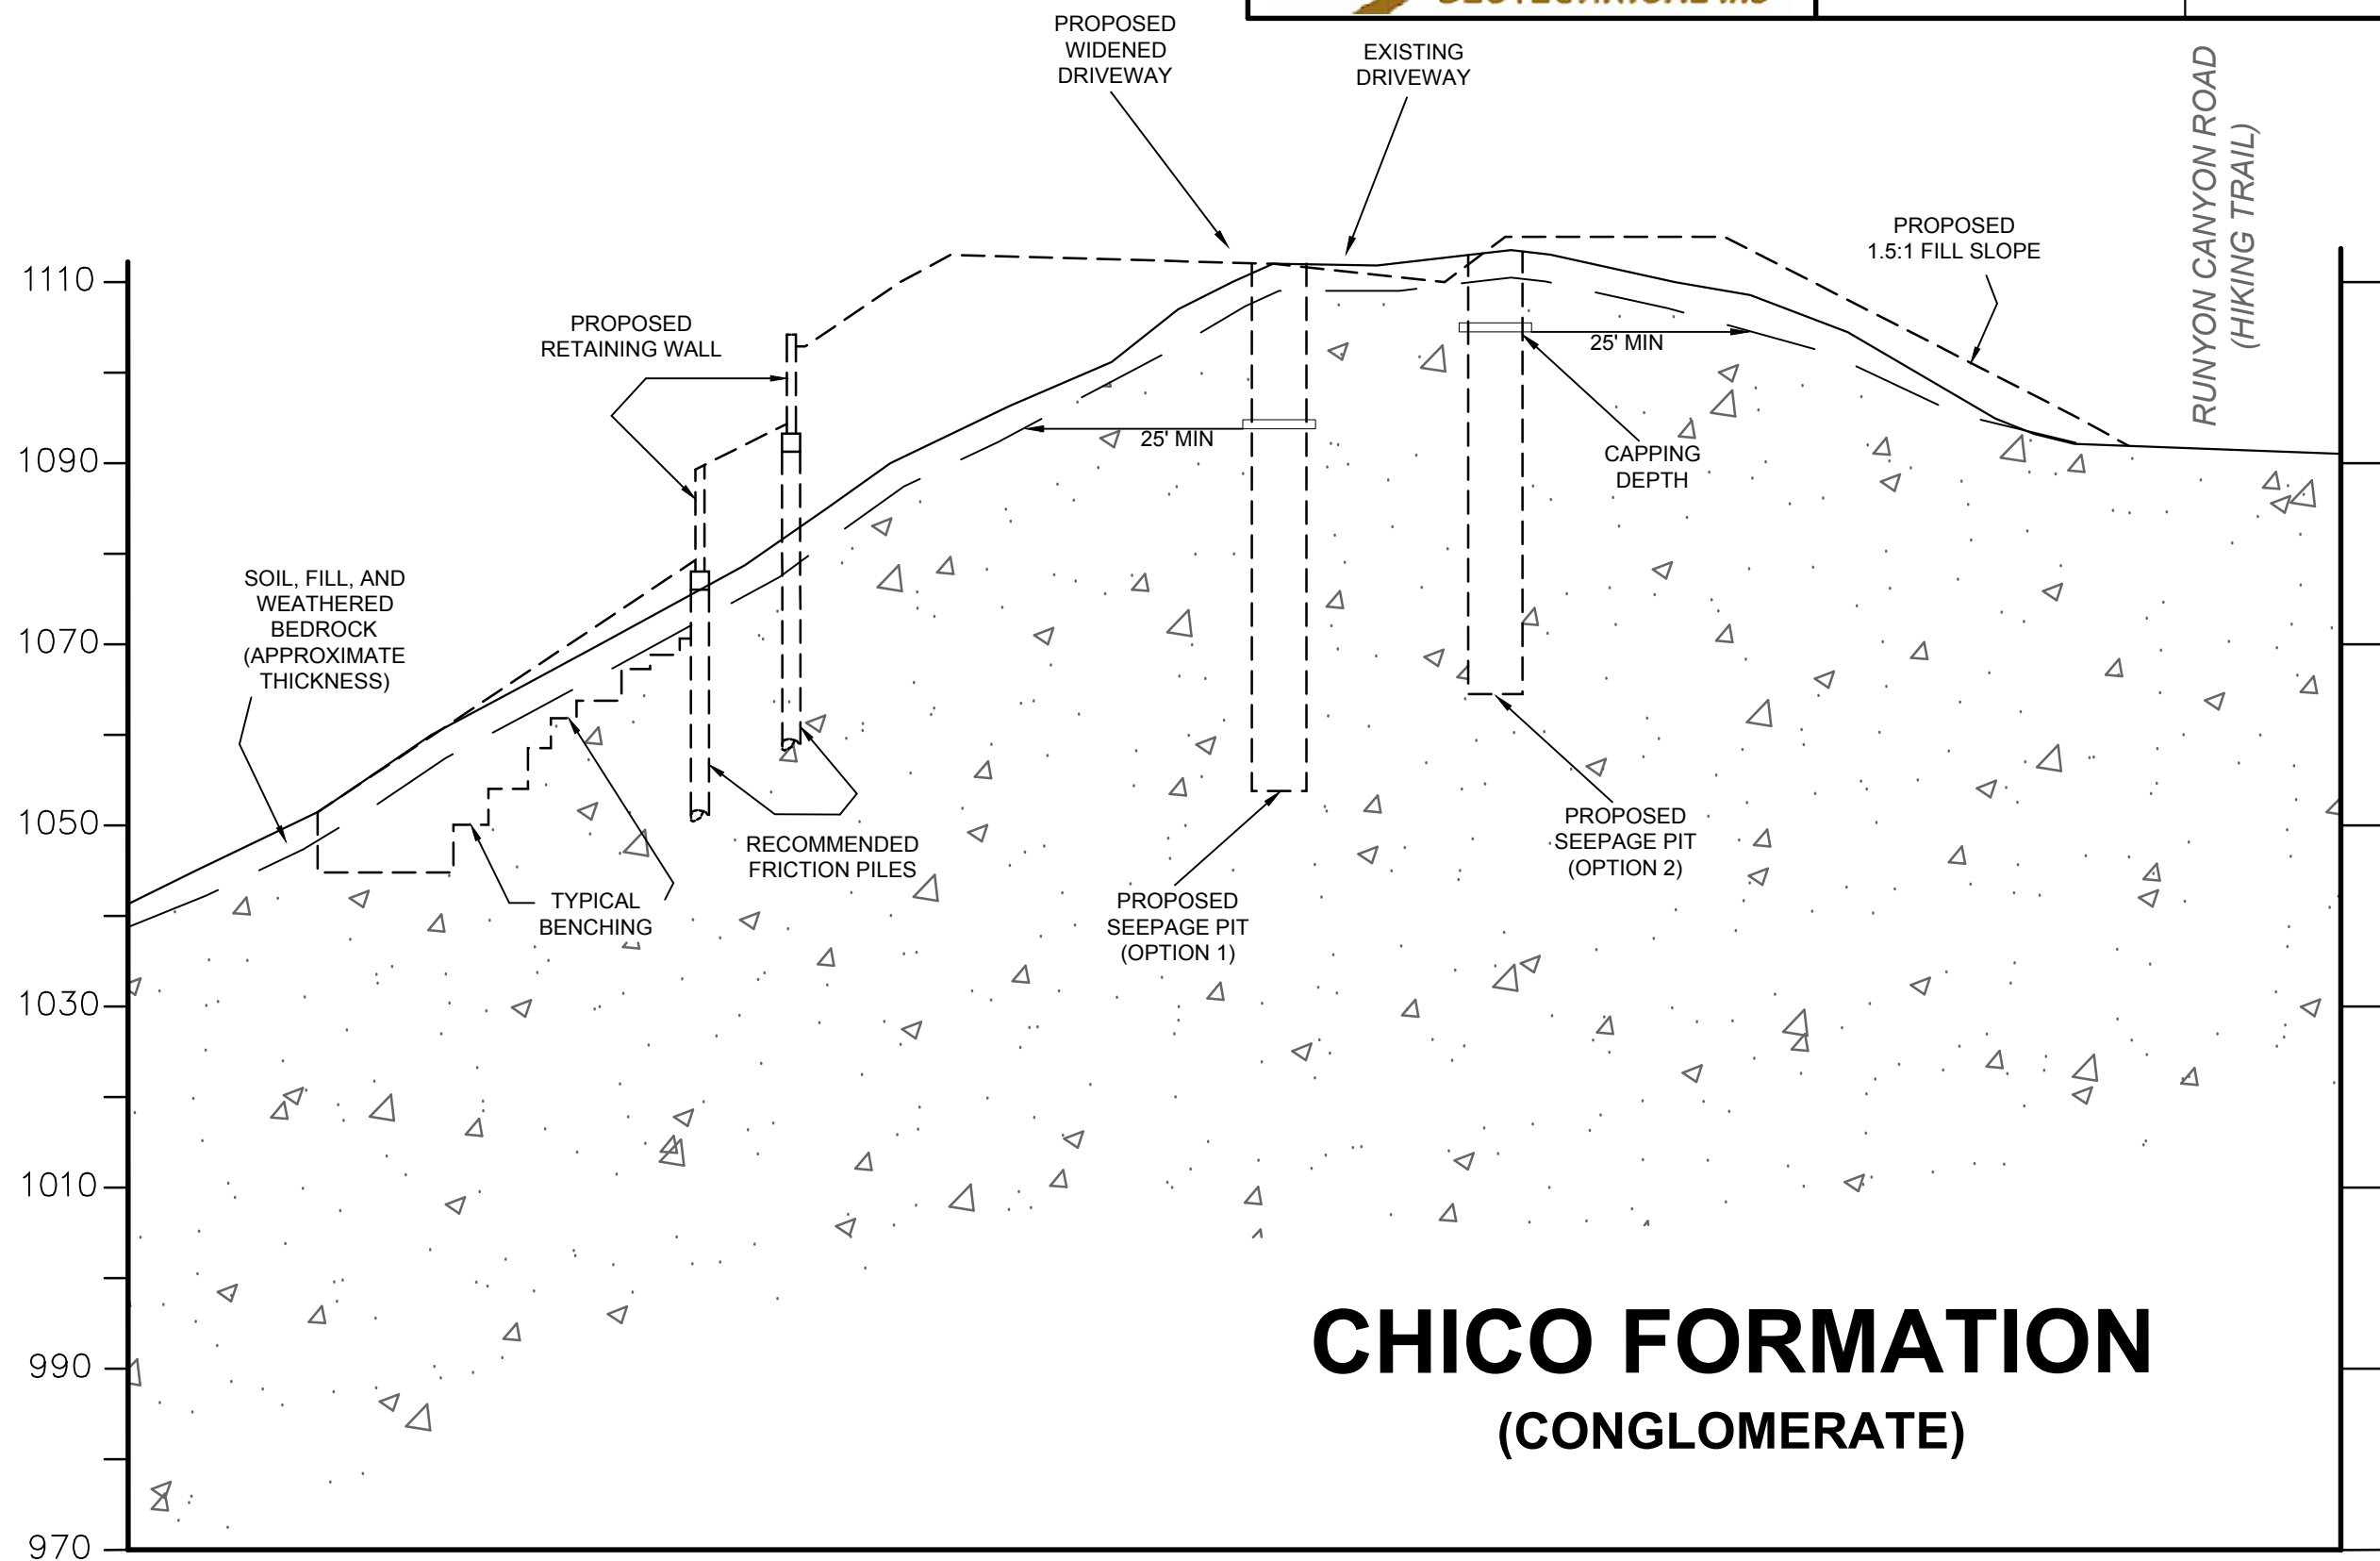 PROPOSED
WIDENED
DRIVEWAY
EXISTING
DRIVEWAY
RUNYON CANYON ROAD
(HIKING TRAIL)
PROPOSED
1.5:1 FILL SLOPE
1110
PROPOSED
RETAINING WALL
25' MIN
25' MIN
CAPPING
DEPTH
1090
SOIL, FILL, AND
WEATHERED
BEDROCK
(APPROXIMATE
THICKNESS)
1070
1050
RECOMMENDED
FRICTION PILES
PROPOSED
SEEPAGE PIT
(OPTION 2)
TYPICAL
BENCHING
PROPOSED
SEEPAGE PIT
(OPTION 1)
1030
1010
990
970
CHICO FORMATION
(CONGLOMERATE)